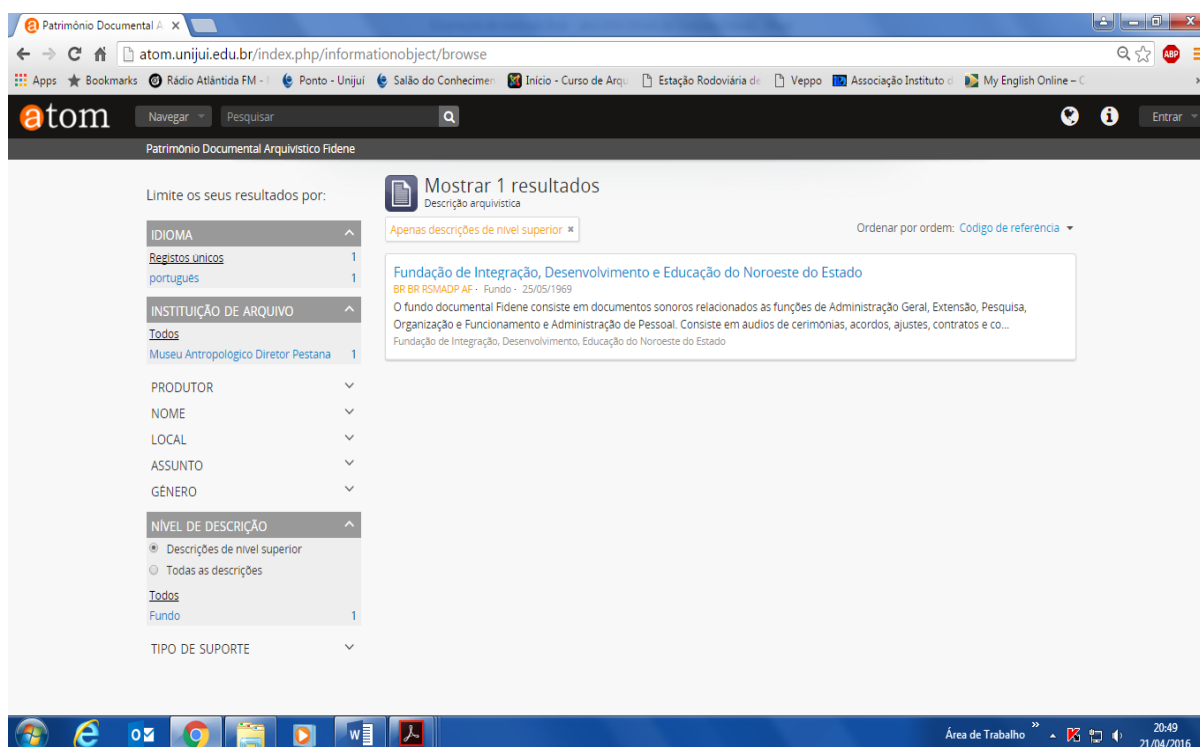 Patrimônio Documental A
atom.unijui.edu.br/index.php/informationobject/browse
ABP
Apps Bookmarks Rádio Atlântida FM - Ponto - Unijuí Salão do Conhecimen Início - Curso de Arqu Estação Rodoviária de Veppo Associação Instituto d My English Online – C
atom Navegar Pesquisar Entrar
Patrimônio Documental Arquivístico Fidene
Limite os seus resultados por:
IDIOMA
Registos únicos 1
português 1
INSTITUIÇÃO DE ARQUIVO
Todos
Museu Antropologico Diretor Pestana 1
PRODUTOR
NOME
LOCAL
ASSUNTO
GÉNERO
NÍVEL DE DESCRIÇÃO
Descrições de nível superior
Todas as descrições
Todos
Fundo 1
TIPO DE SUPORTE
Mostrar 1 resultados
Descrição arquivística
Apenas descrições de nível superior ×
Ordenar por ordem: Código de referência
Fundação de Integração, Desenvolvimento e Educação do Noroeste do Estado
BR BR RSMADP AF · Fundo · 25/05/1969
O fundo documental Fidene consiste em documentos sonoros relacionados as funções de Administração Geral, Extensão, Pesquisa,
Organização e Funcionamento e Administração de Pessoal. Consiste em audios de cerimônias, acordos, ajustes, contratos e co...
Fundação de Integração, Desenvolvimento, Educação do Noroeste do Estado
Área de Trabalho
20:49
21/04/2016